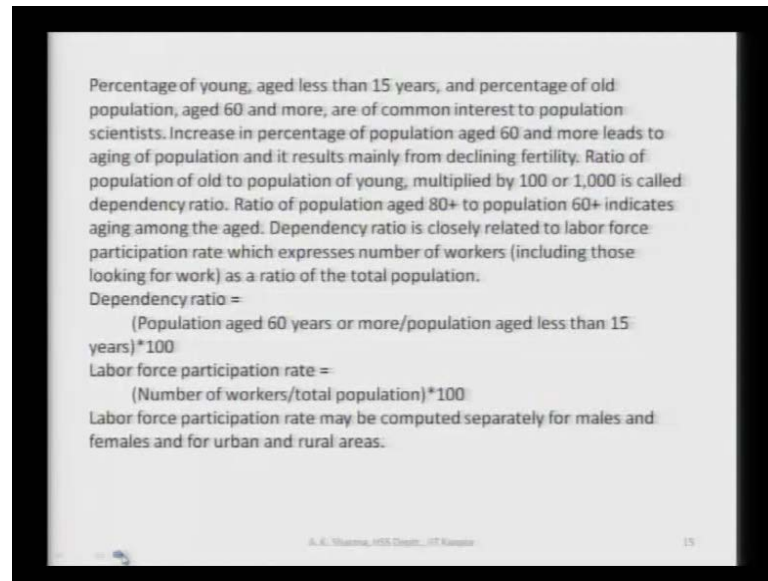 Percentage of young, aged less than 15 years, and percentage of old
population, aged 60 and more, are of common interest to population
scientists. Increase in percentage of population aged 60 and more leads to
aging of population and it results mainly from declining fertility. Ratio of
population of old to population of young, multiplied by 100 or 1,000 is called
dependency ratio. Ratio of population aged 80+ to population 60+ indicates
aging among the aged. Dependency ratio is closely related to labor force
participation rate which expresses number of workers (including those
looking for work) as a ratio of the total population.
Dependency ratio =
(Population aged 60 years or more/population aged less than 15
years)*100
Labor force participation rate =
(Number of workers/total population)*100
Labor force participation rate may be computed separately for males and
females and for urban and rural areas.
A. K. Sharma, HSS Deptt., IIT Kanpur
15